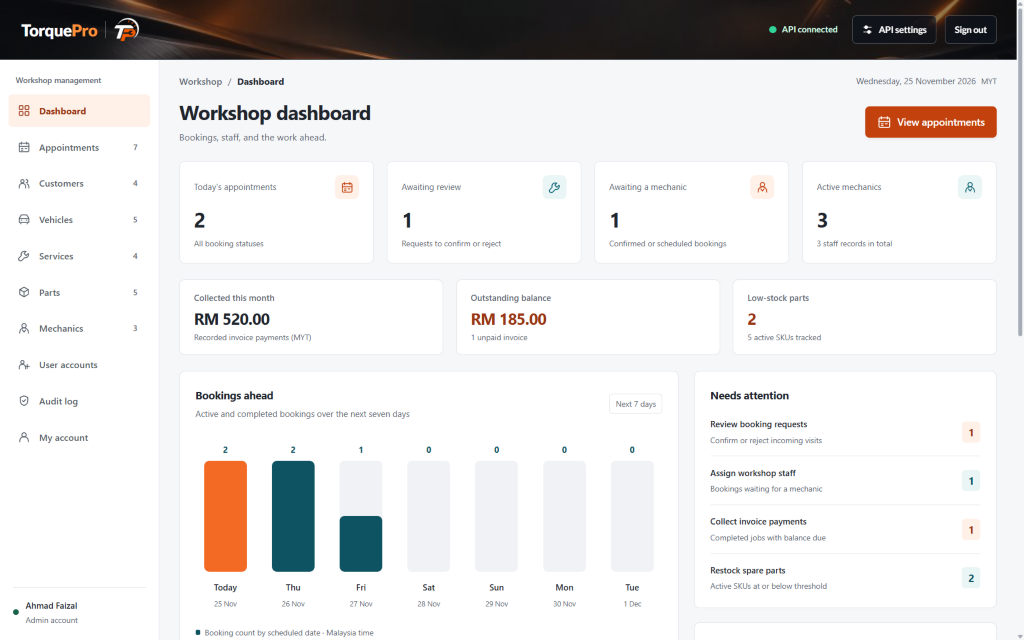 TorquePro
TP
API connected
API settings
Sign out
Workshop management
Dashboard
Appointments 7
Customers 4
Vehicles 5
Services 4
Parts 5
Mechanics 3
User accounts
Audit log
My account
Ahmad Faizal
Admin account
Workshop / Dashboard
Wednesday, 25 November 2026 MYT
Workshop dashboard
Bookings, staff, and the work ahead.
View appointments
Today's appointments
2
All booking statuses
Awaiting review
1
Requests to confirm or reject
Awaiting a mechanic
1
Confirmed or scheduled bookings
Active mechanics
3
3 staff records in total
Collected this month
RM 520.00
Recorded invoice payments (MYT)
Outstanding balance
RM 185.00
1 unpaid invoice
Low-stock parts
2
5 active SKUs tracked
Bookings ahead
Active and completed bookings over the next seven days
Next 7 days
2 2 1 0 0 0 0
Today Thu Fri Sat Sun Mon Tue
25 Nov 26 Nov 27 Nov 28 Nov 29 Nov 30 Nov 1 Dec
Booking count by scheduled date · Malaysia time
Needs attention
Review booking requests
Confirm or reject incoming visits
1
Assign workshop staff
Bookings waiting for a mechanic
1
Collect invoice payments
Completed jobs with balance due
1
Restock spare parts
Active SKUs at or below threshold
2